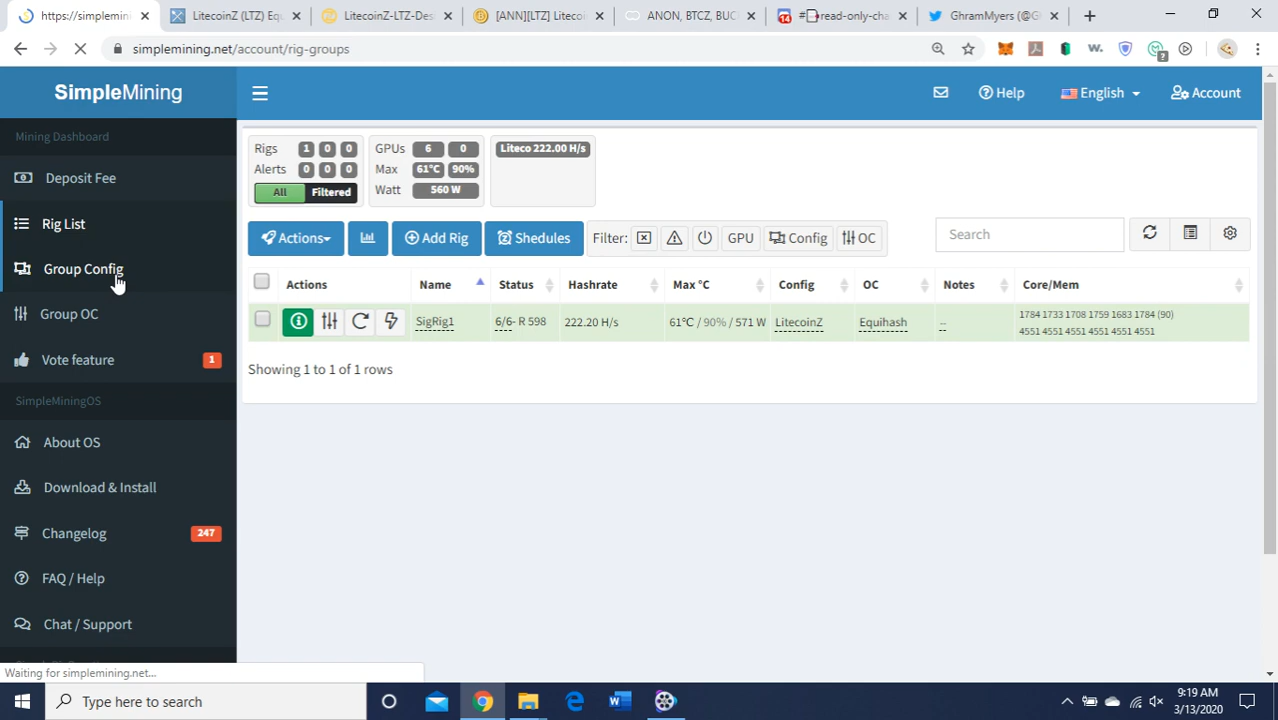 https://simplemini
LitecoinZ (LTZ) Equ
LitecoinZ-LTZ-Des
[ANN][LTZ] Litecoi
ANON, BTCZ, BUC
read-only-cha
GhramMyers (@G
simplemining.net/account/rig-groups
SimpleMining
Help
English
Account
Mining Dashboard
Deposit Fee
Rig List
Group Config
Group OC
Vote feature 1
SimpleMiningOS
About OS
Download & Install
Changelog 247
FAQ / Help
Chat / Support
Rigs 1 0 0
Alerts 0 0 0
All Filtered
GPUs 6 0
Max 61°C 90%
Watt 560 W
Liteco 222.00 H/s
Actions
Add Rig
Shedules
Filter:
GPU
Config
OC
Search
Actions Name Status Hashrate Max °C Config OC Notes Core/Mem
SigRig1 6/6- R 598 222.20 H/s 61°C / 90% / 571 W LitecoinZ Equihash .. 1784 1733 1708 1759 1683 1784 (90)
4551 4551 4551 4551 4551 4551
Showing 1 to 1 of 1 rows
Waiting for simplemining.net...
Type here to search
9:19 AM
3/13/2020